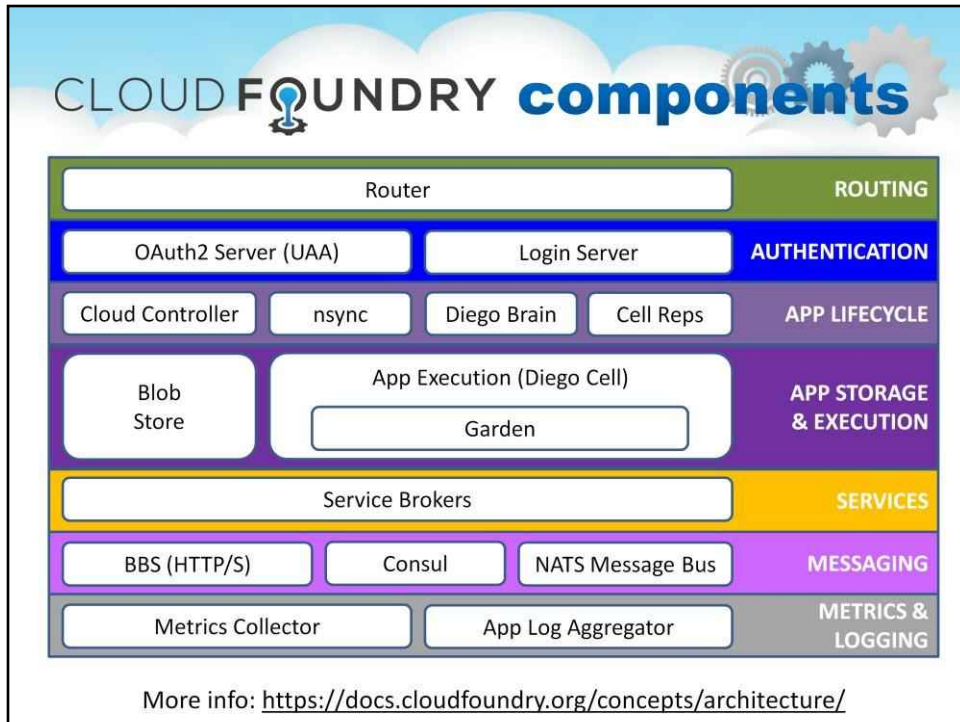 CLOUD FOUNDRY components
Router
ROUTING
OAuth2 Server (UAA)
Login Server
AUTHENTICATION
Cloud Controller
nsync
Diego Brain
Cell Reps
APP LIFECYCLE
Blob
Store
App Execution (Diego Cell)
Garden
APP STORAGE
& EXECUTION
Service Brokers
SERVICES
BBS (HTTP/S)
Consul
NATS Message Bus
MESSAGING
Metrics Collector
App Log Aggregator
METRICS &
LOGGING
More info: https://docs.cloudfoundry.org/concepts/architecture/